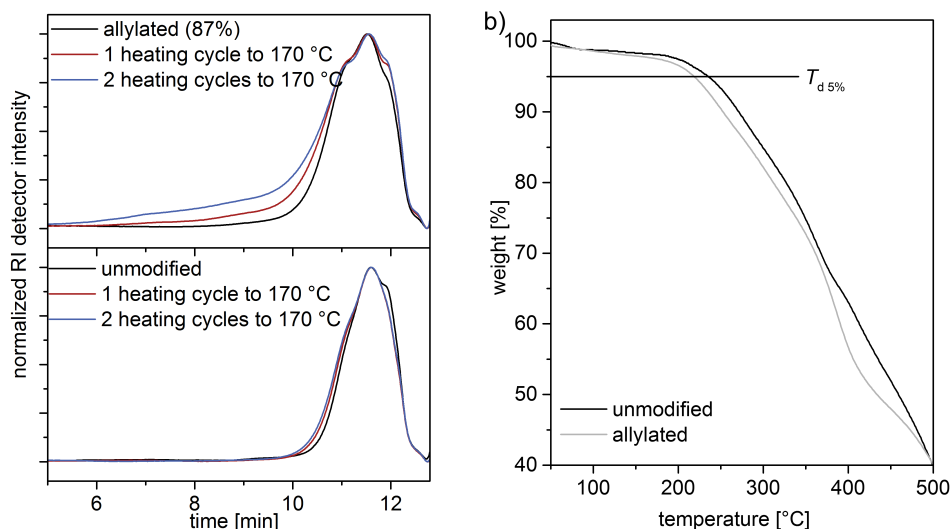 normalized RI detector intensity
allylated (87%)
1 heating cycle to 170 °C
2 heating cycles to 170 °C
unmodified
1 heating cycle to 170 °C
2 heating cycles to 170 °C
6 8 10 12
time [min]
b)
weight [%]
100
90
80
70
60
50
40
T d 5%
unmodified
allylated
100 200 300 400 500
temperature [°C]